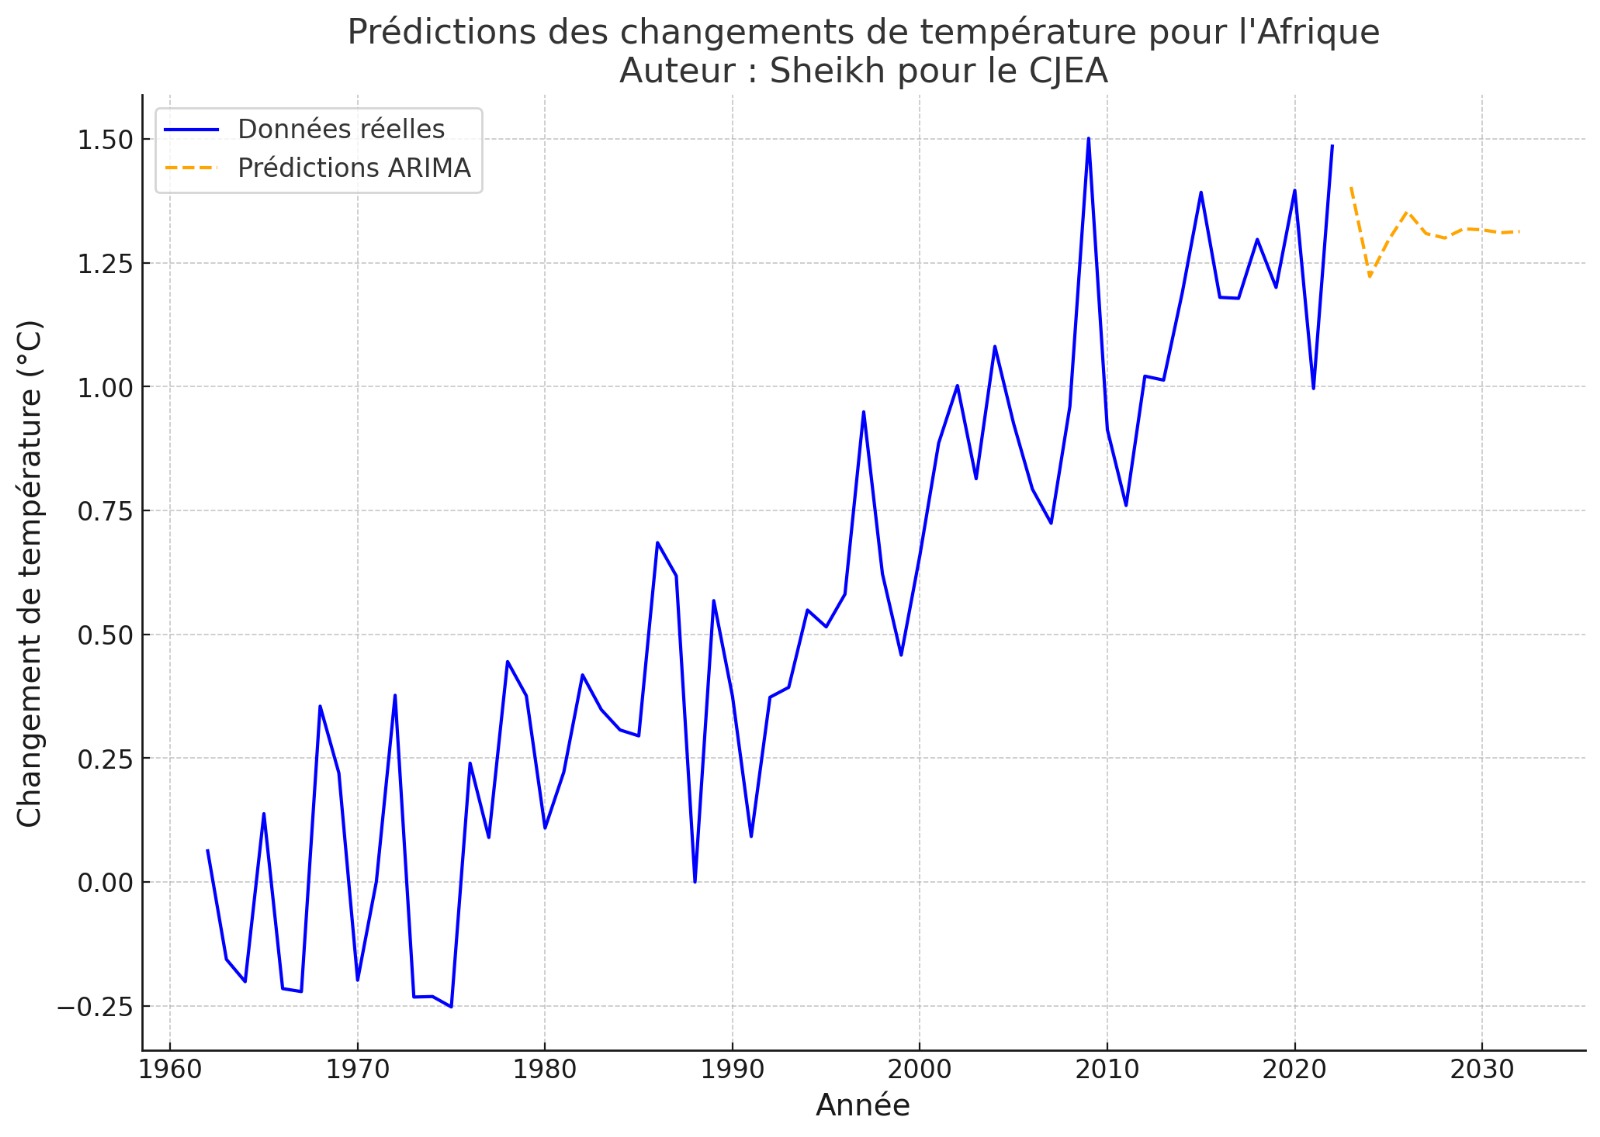 Prédictions des changements de température pour l'Afrique
Auteur : Sheikh pour le CJEA
Données réelles
Prédictions ARIMA
Changement de température (°C)
1.50
1.25
1.00
0.75
0.50
0.25
0.00
−0.25
1960 1970 1980 1990 2000 2010 2020 2030
Année